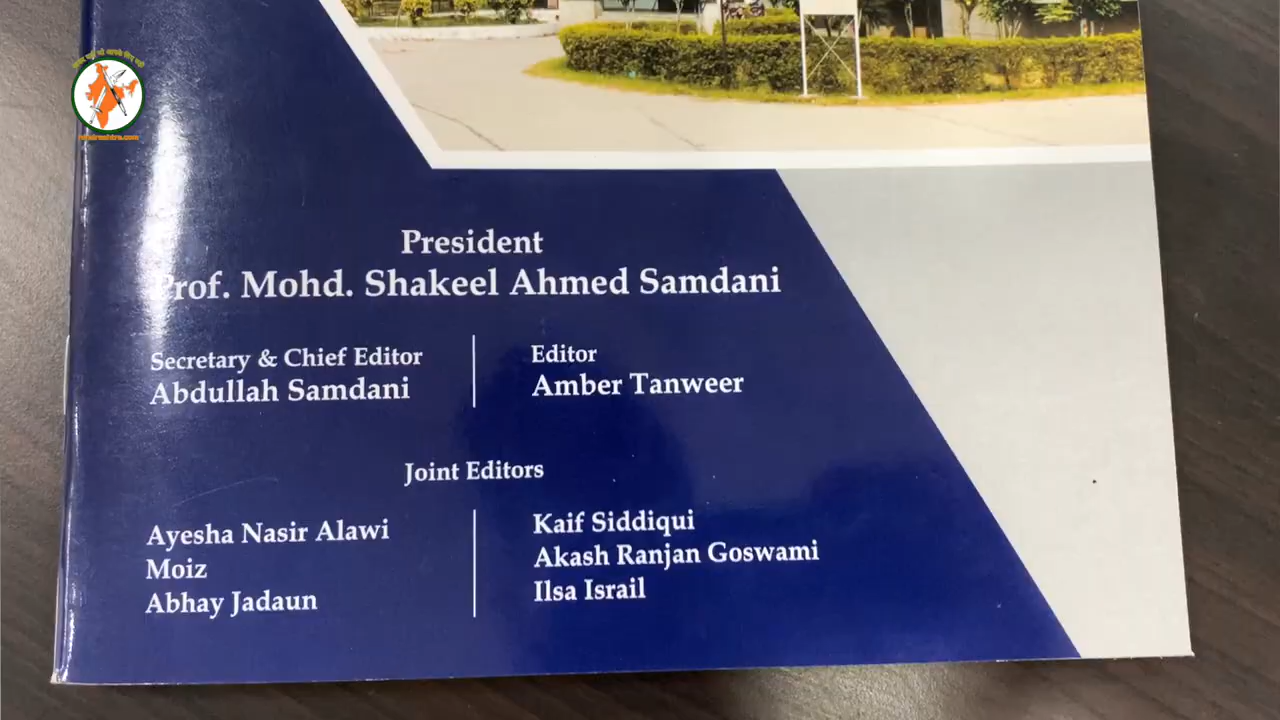 President
Prof. Mohd. Shakeel Ahmed Samdani
Secretary & Chief Editor
Abdullah Samdani
Editor
Amber Tanweer
Joint Editors
Ayesha Nasir Alawi
Moiz
Abhay Jadaun
Kaif Siddiqui
Akash Ranjan Goswami
Ilsa Israil